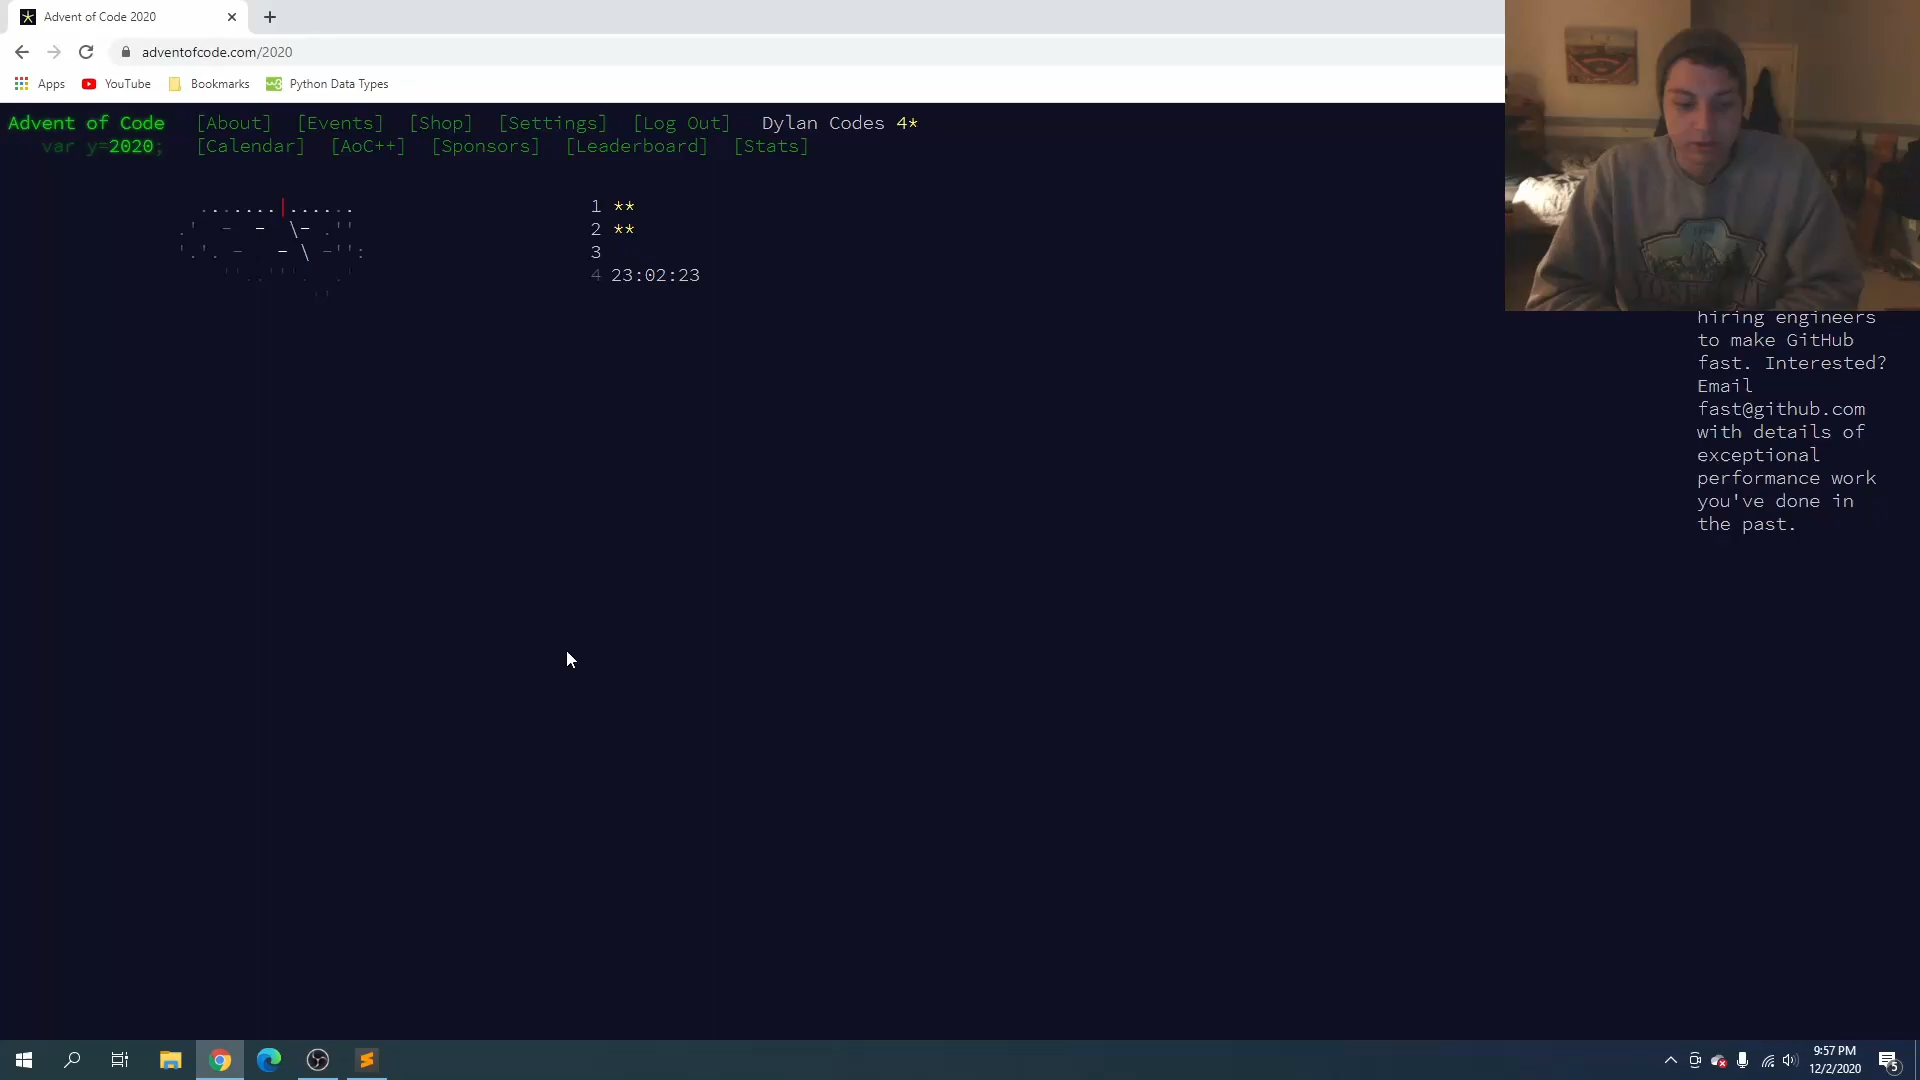 Advent of Code 2020
adventofcode.com/2020
Apps YouTube Bookmarks Python Data Types
Advent of Code [About] [Events] [Shop] [Settings] [Log Out] Dylan Codes 4*
var y=2020; [Calendar] [AoC++] [Sponsors] [Leaderboard] [Stats]
1 **
2 **
3
4 23:02:23
hiring engineers
to make GitHub
fast. Interested?
Email
fast@github.com
with details of
exceptional
performance work
you've done in
the past.
9:57 PM
12/2/2020
5